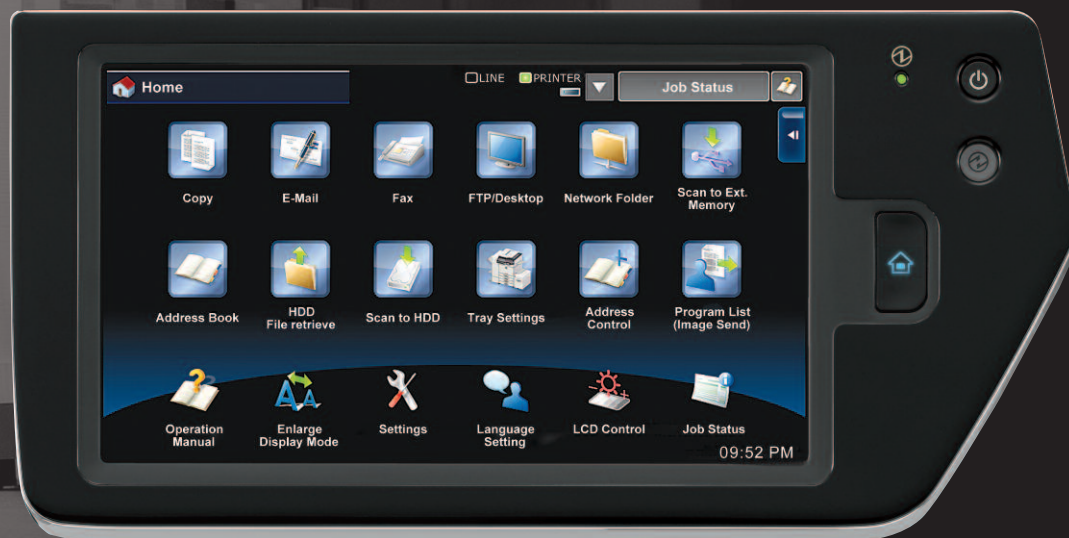 Home
LINE PRINTER
Job Status
Copy
E-Mail
Fax
FTP/Desktop
Network Folder
Scan to Ext.
Memory
Address Book
HDD
File retrieve
Scan to HDD
Tray Settings
Address
Control
Program List
(Image Send)
Operation
Manual
Enlarge
Display Mode
Settings
Language
Setting
LCD Control
Job Status
09:52 PM